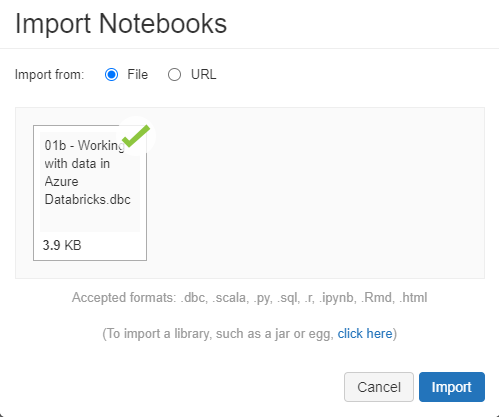 Import Notebooks
Import from: File URL
01b - Working
with data in
Azure
Databricks.dbc
3.9 KB
Accepted formats: .dbc, .scala, .py, .sql, .r, .ipynb, .Rmd, .html
(To import a library, such as a jar or egg, click here)
Cancel Import